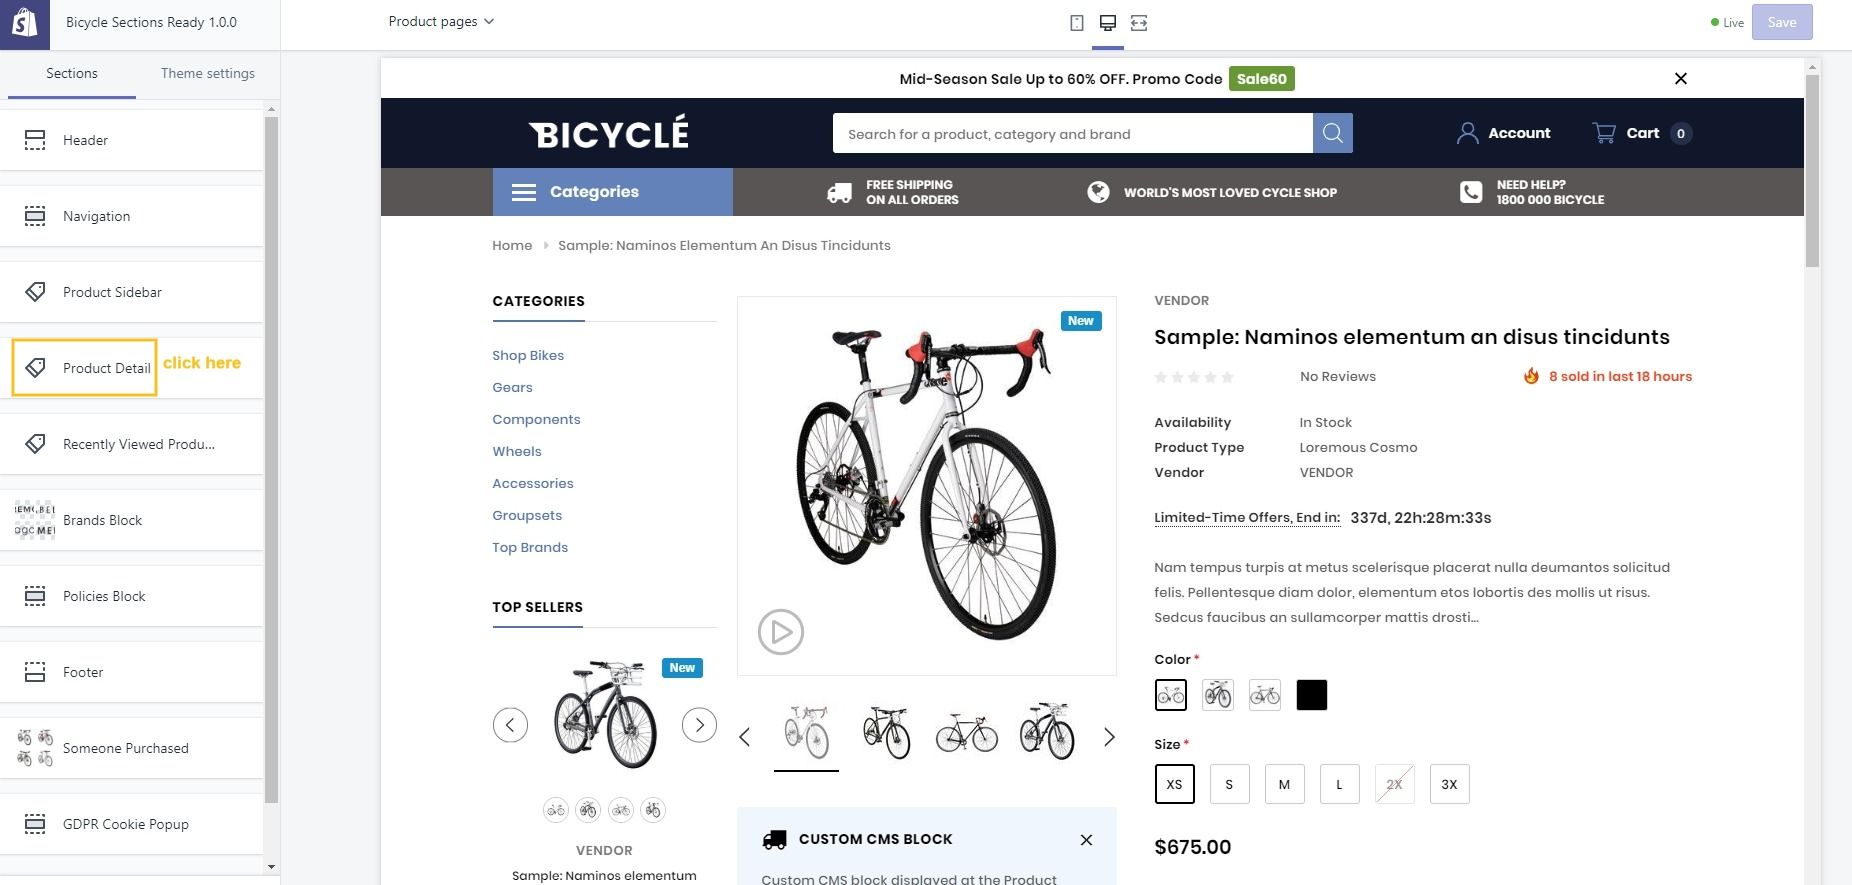 Bicycle Sections Ready 1.0.0
Product pages
Live
Save
Sections
Theme settings
Header
Navigation
Product Sidebar
Product Detail
click here
Recently Viewed Produ...
Brands Block
Policies Block
Footer
Someone Purchased
GDPR Cookie Popup
Mid-Season Sale Up to 60% OFF. Promo Code Sale60
BICYCLÉ
Search for a product, category and brand
Account
Cart 0
Categories
FREE SHIPPING
ON ALL ORDERS
WORLD'S MOST LOVED CYCLE SHOP
NEED HELP?
1800 000 BICYCLE
Home
Sample: Naminos Elementum An Disus Tincidunts
CATEGORIES
Shop Bikes
Gears
Components
Wheels
Accessories
Groupsets
Top Brands
TOP SELLERS
New
VENDOR
Sample: Naminos elementum
New
CUSTOM CMS BLOCK
Custom CMS block displayed at the Product
VENDOR
Sample: Naminos elementum an disus tincidunts
No Reviews
8 sold in last 18 hours
Availability In Stock
Product Type Loremous Cosmo
Vendor VENDOR
Limited-Time Offers, End in: 337d, 22h:28m:33s
Nam tempus turpis at metus scelerisque placerat nulla deumantos solicitud
felis. Pellentesque diam dolor, elementum etos lobortis des mollis ut risus.
Sedcus faucibus an sullamcorper mattis drosti...
Color *
Size *
XS S M L 2X 3X
$675.00